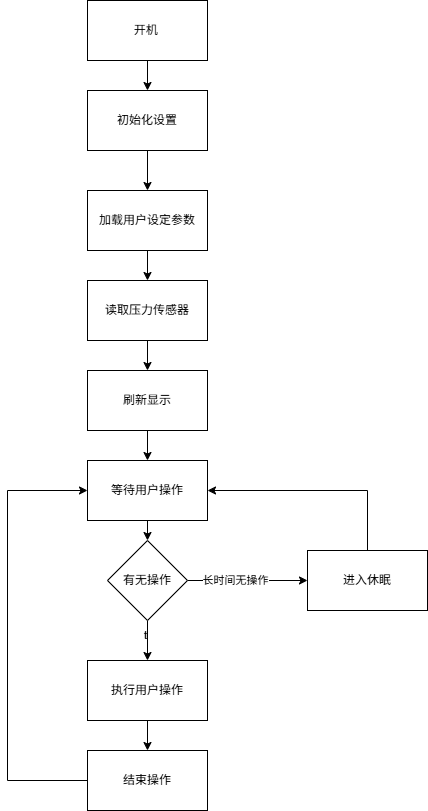 开机
初始化设置
加载用户设定参数
读取压力传感器
刷新显示
等待用户操作
有无操作
长时间无操作
进入休眠
t
执行用户操作
结束操作